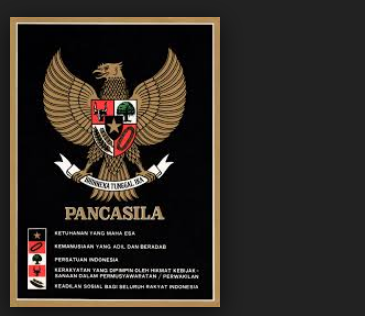 BHINNEKA TUNGGAL IKA
PANCASILA
KETUHANAN YANG MAHA ESA
KEMANUSIAAN YANG ADIL DAN BERADAB
PERSATUAN INDONESIA
KERAKYATAN YANG DIPIMPIN OLEH HIKMAT KEBIJAK-
SANAAN DALAM PERMUSYAWARATAN / PERWAKILAN
KEADILAN SOSIAL BAGI SELURUH RAKYAT INDONESIA